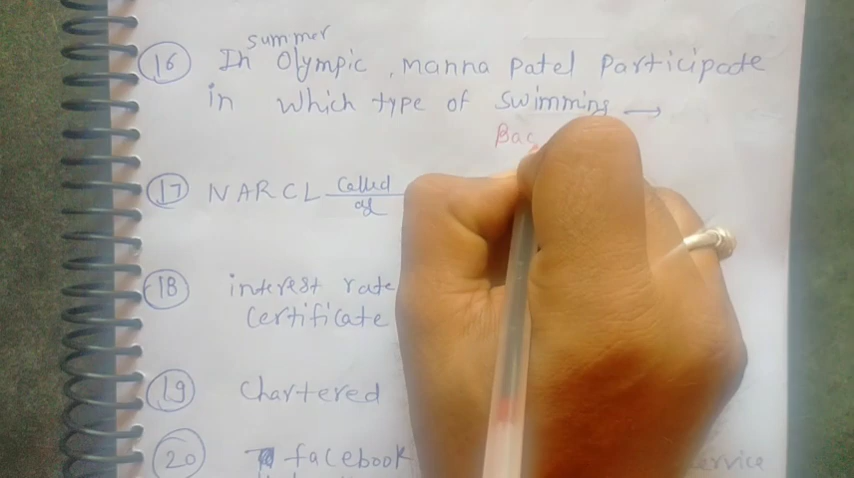 16 In summer Olympic, manna patel participate
in which type of swimming →
Bac
17 NARCL called
as
18 interest rate
certificate
19 Chartered
20 facebook ervice